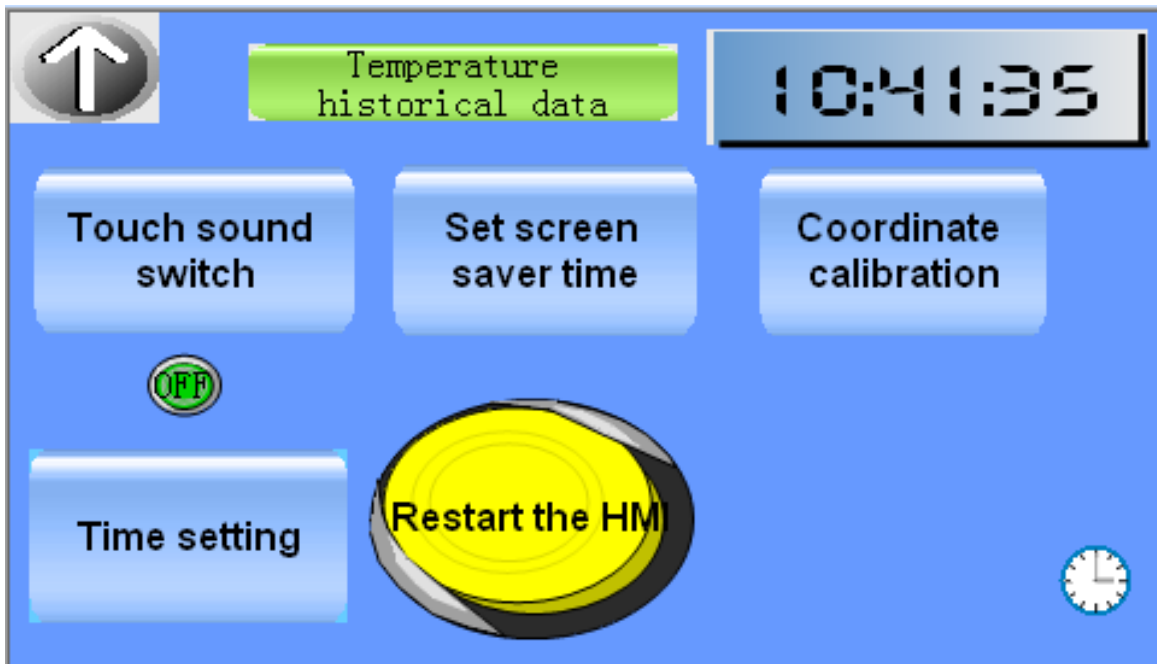 Temperature
historical data
10:41:35
Touch sound
switch
Set screen
saver time
Coordinate
calibration
OFF
Time setting
Restart the HMI